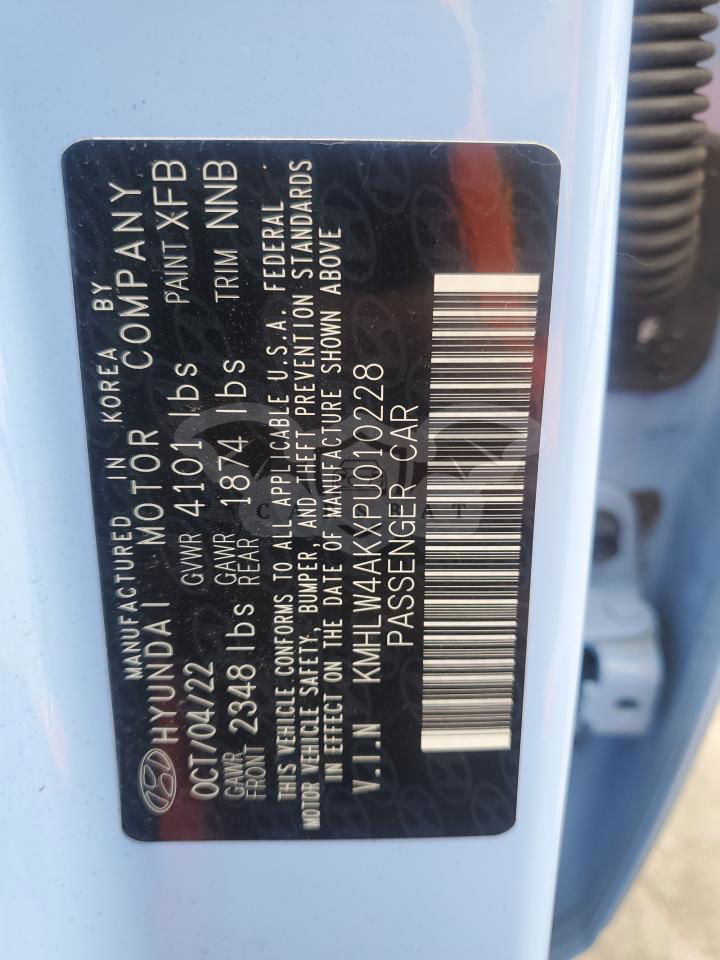 MANUFACTURED IN KOREA BY
HYUNDAI MOTOR COMPANY
OCT/04/22 GVWR 4101 lbs PAINT XFB
GAWR FRONT 2348 lbs GAWR REAR 1874 lbs TRIM NNB
THIS VEHICLE CONFORMS TO ALL APPLICABLE U.S.A. FEDERAL
MOTOR VEHICLE SAFETY, BUMPER, AND THEFT PREVENTION STANDARDS
IN EFFECT ON THE DATE OF MANUFACTURE SHOWN ABOVE
V.I.N KMHLW4AKXPU010228
PASSENGER CAR